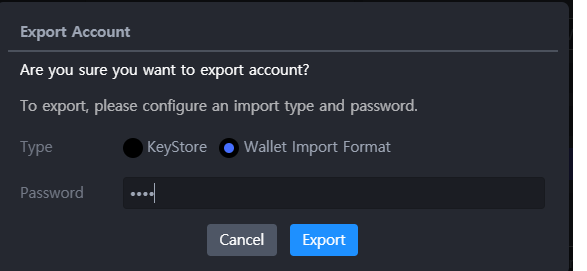 Export Account
Are you sure you want to export account?
To export, please configure an import type and password.
Type KeyStore Wallet Import Format
Password ••••
Cancel Export